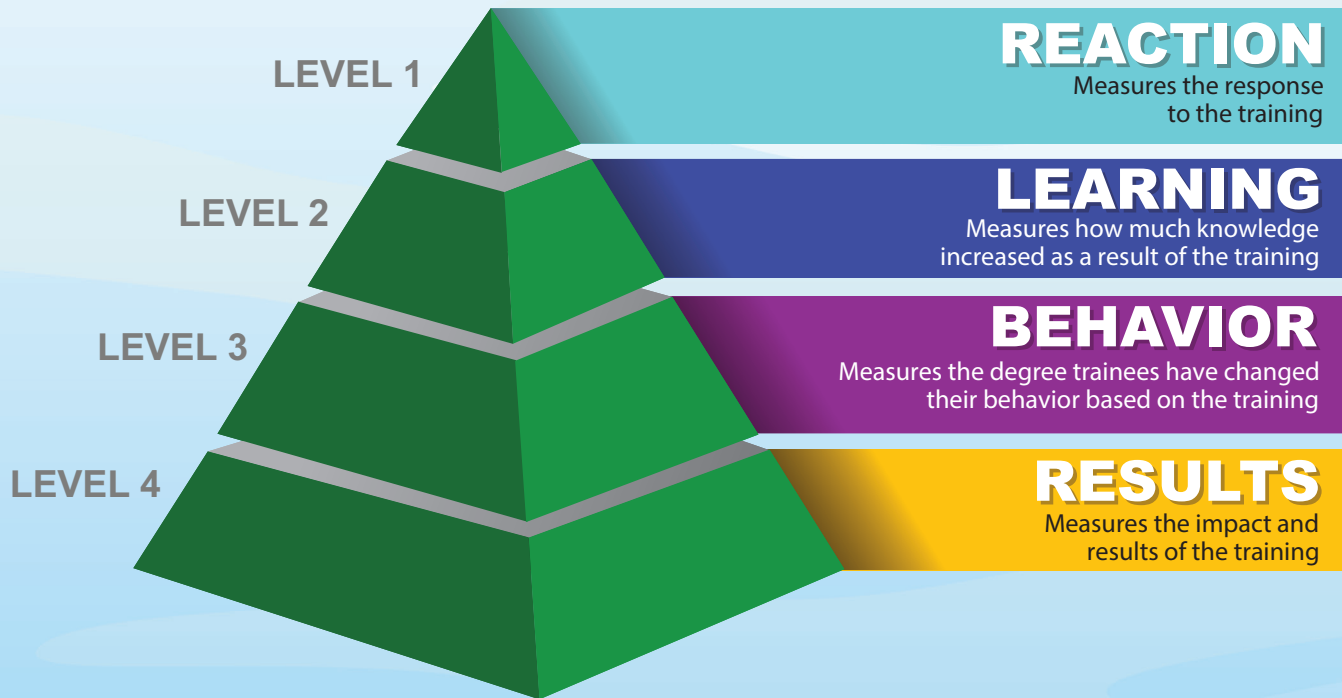 LEVEL 1
REACTION
Measures the response
to the training
LEVEL 2
LEARNING
Measures how much knowledge
increased as a result of the training
LEVEL 3
BEHAVIOR
Measures the degree trainees have changed
their behavior based on the training
LEVEL 4
RESULTS
Measures the impact and
results of the training